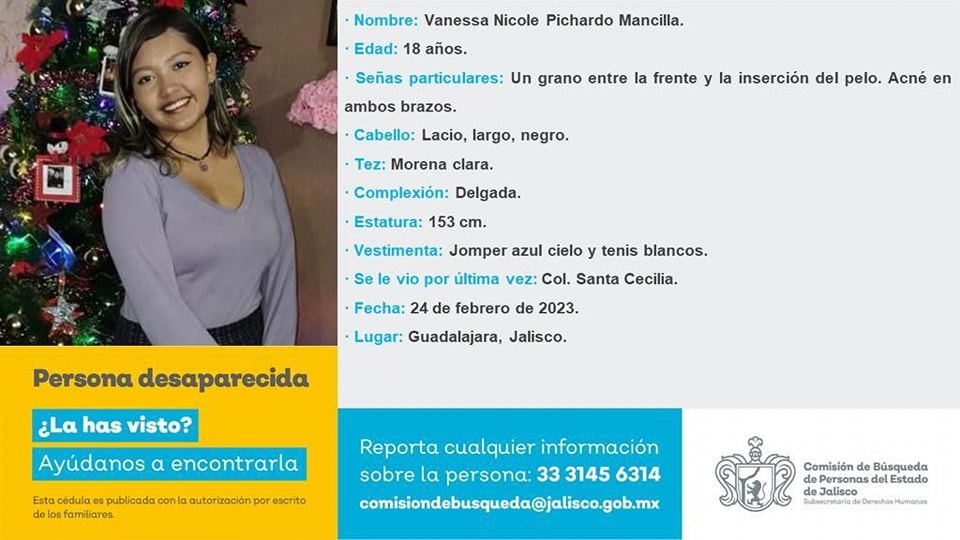 · Nombre: Vanessa Nicole Pichardo Mancilla.
· Edad: 18 años.
· Señas particulares: Un grano entre la frente y la inserción del pelo. Acné en
ambos brazos.
· Cabello: Lacio, largo, negro.
· Tez: Morena clara.
· Complexión: Delgada.
· Estatura: 153 cm.
· Vestimenta: Jomper azul cielo y tenis blancos.
· Se le vio por última vez: Col. Santa Cecilia.
· Fecha: 24 de febrero de 2023.
· Lugar: Guadalajara, Jalisco.
Persona desaparecida
¿La has visto?
Ayúdanos a encontrarla
Esta cédula es publicada con la autorización por escrito
de los familiares.
Reporta cualquier información
sobre la persona: 33 3145 6314
comisiondebusqueda@jalisco.gob.mx
Comisión de Búsqueda
de Personas del Estado
de Jalisco
Subsecretaría de Derechos Humanos